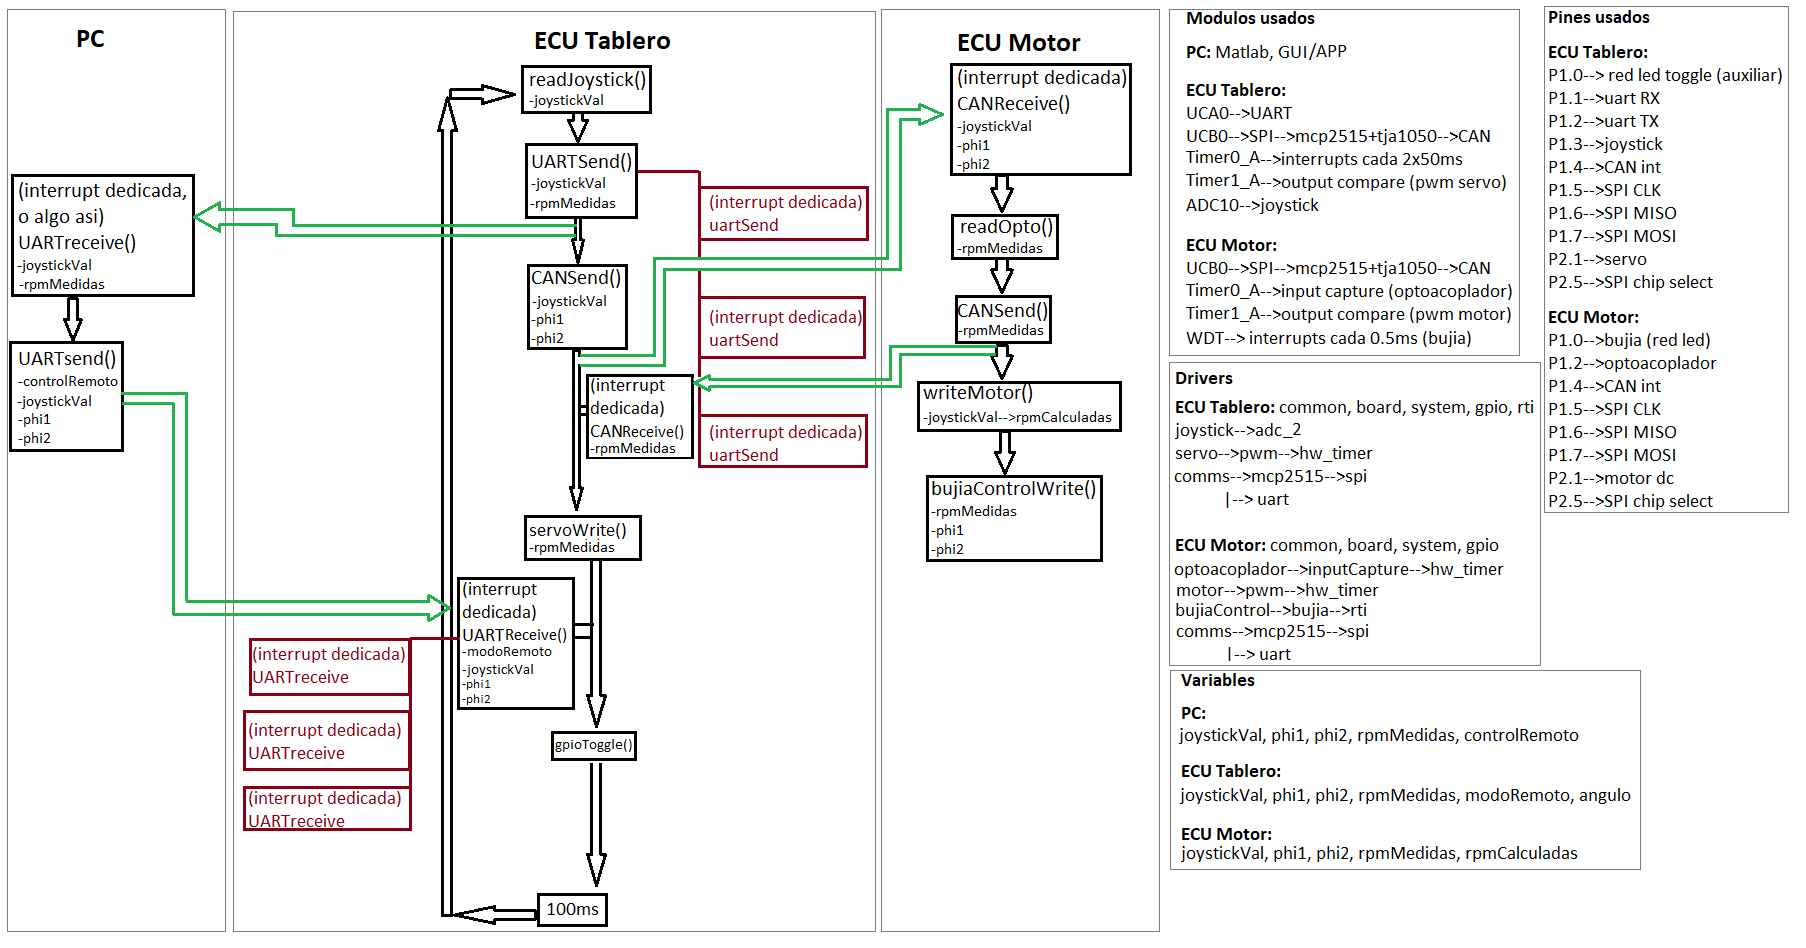 PC
(interrupt dedicada,
o algo asi)
UARTreceive()
-joystickVal
-rpmMedidas
UARTsend()
-controlRemoto
-joystickVal
-phi1
-phi2
ECU Tablero
readJoystick()
-joystickVal
UARTSend()
-joystickVal
-rpmMedidas
(interrupt dedicada)
uartSend
CANSend()
-joystickVal
-phi1
-phi2
(interrupt dedicada)
uartSend
(interrupt
dedicada)
CANReceive()
-rpmMedidas
(interrupt dedicada)
uartSend
servoWrite()
-rpmMedidas
(interrupt
dedicada)
UARTReceive()
-modoRemoto
-joystickVal
-phi1
-phi2
(interrupt dedicada)
UARTreceive
(interrupt dedicada)
UARTreceive
(interrupt dedicada)
UARTreceive
gpioToggle()
100ms
ECU Motor
(interrupt dedicada)
CANReceive()
-joystickVal
-phi1
-phi2
readOpto()
-rpmMedidas
CANSend()
-rpmMedidas
writeMotor()
-joystickVal-->rpmCalculadas
bujiaControlWrite()
-rpmMedidas
-phi1
-phi2
Modulos usados
PC: Matlab, GUI/APP
ECU Tablero:
UCA0-->UART
UCB0-->SPI-->mcp2515+tja1050-->CAN
Timer0_A-->interrupts cada 2x50ms
Timer1_A-->output compare (pwm servo)
ADC10-->joystick
ECU Motor:
UCB0-->SPI-->mcp2515+tja1050-->CAN
Timer0_A-->input capture (optoacoplador)
Timer1_A-->output compare (pwm motor)
WDT--> interrupts cada 0.5ms (bujia)
Drivers
ECU Tablero: common, board, system, gpio, rti
joystick-->adc_2
servo-->pwm-->hw_timer
comms-->mcp2515-->spi
|--> uart
ECU Motor: common, board, system, gpio
optoacoplador-->inputCapture-->hw_timer
motor-->pwm-->hw_timer
bujiaControl-->bujia-->rti
comms-->mcp2515-->spi
|--> uart
Variables
PC:
joystickVal, phi1, phi2, rpmMedidas, controlRemoto
ECU Tablero:
joystickVal, phi1, phi2, rpmMedidas, modoRemoto, angulo
ECU Motor:
joystickVal, phi1, phi2, rpmMedidas, rpmCalculadas
Pines usados
ECU Tablero:
P1.0--> red led toggle (auxiliar)
P1.1-->uart RX
P1.2-->uart TX
P1.3-->joystick
P1.4-->CAN int
P1.5-->SPI CLK
P1.6-->SPI MISO
P1.7-->SPI MOSI
P2.1-->servo
P2.5-->SPI chip select
ECU Motor:
P1.0-->bujia (red led)
P1.2-->optoacoplador
P1.4-->CAN int
P1.5-->SPI CLK
P1.6-->SPI MISO
P1.7-->SPI MOSI
P2.1-->motor dc
P2.5-->SPI chip select